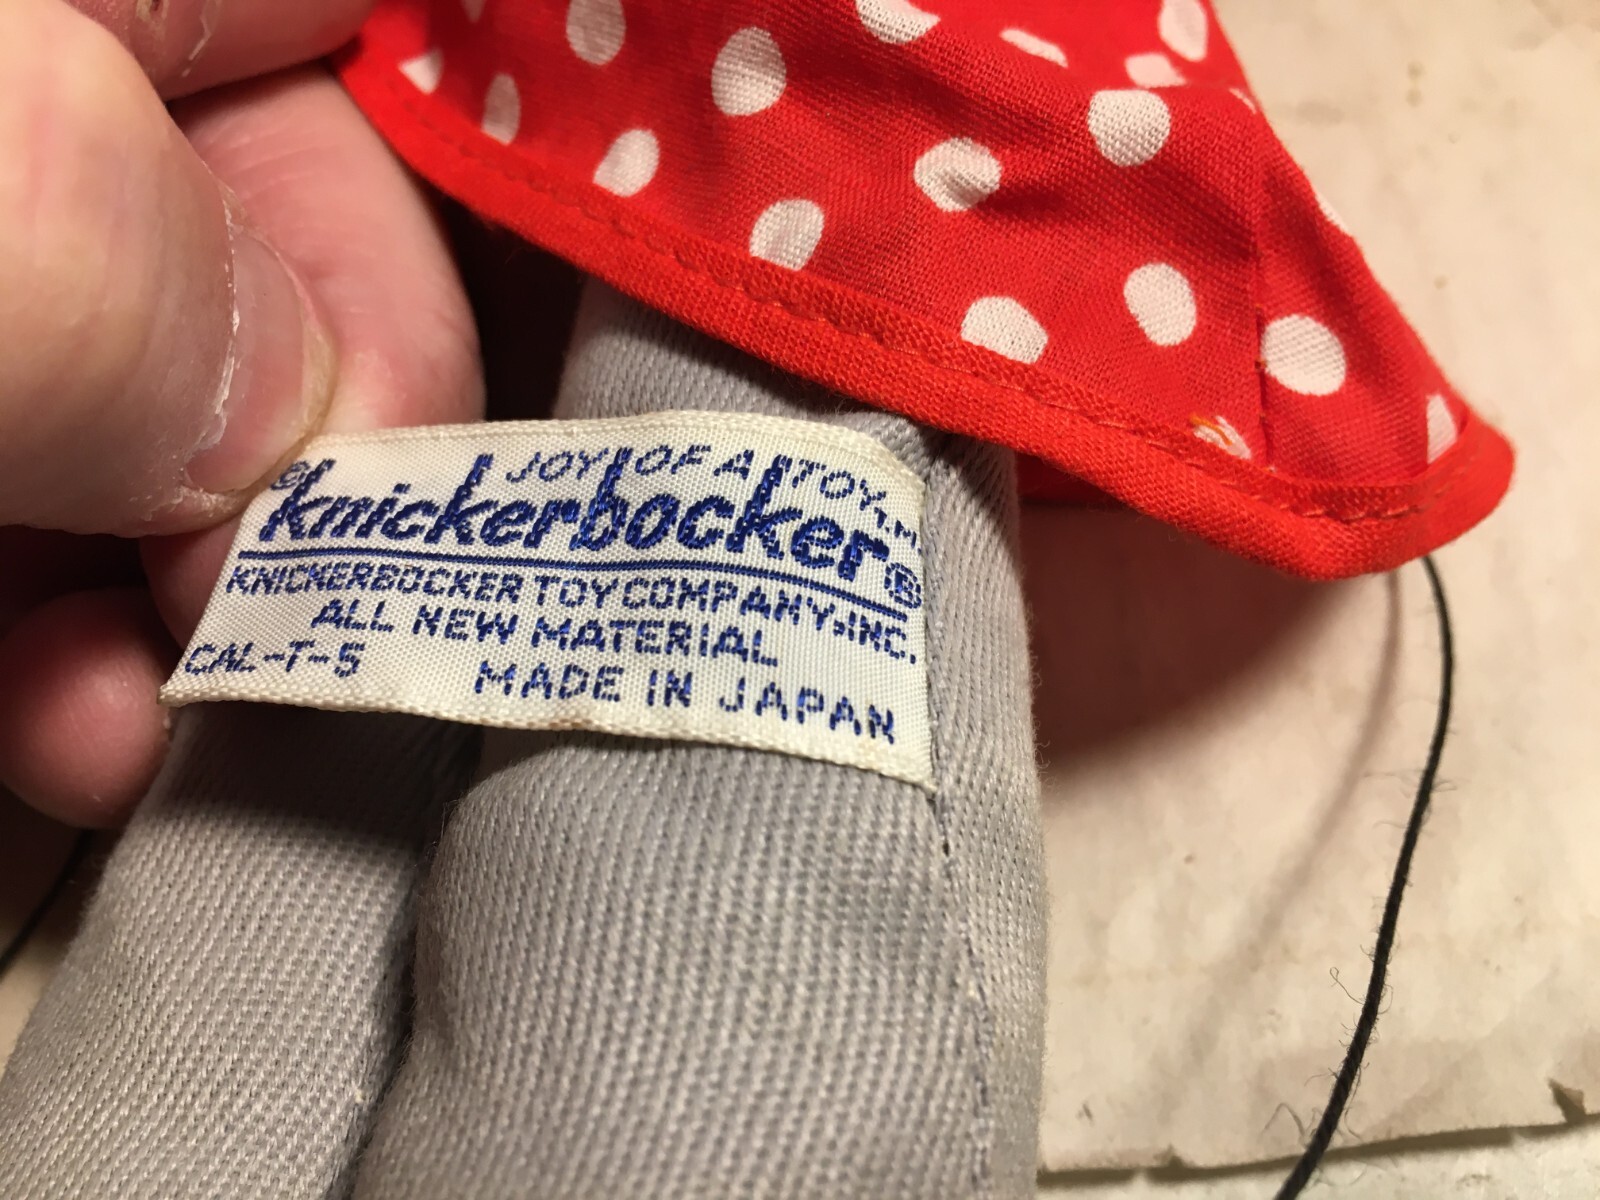 JOY OF A TOY
© knickerbocker ®
KNICKERBOCKER TOY COMPANY, INC.
ALL NEW MATERIAL
CAL-T-5 MADE IN JAPAN